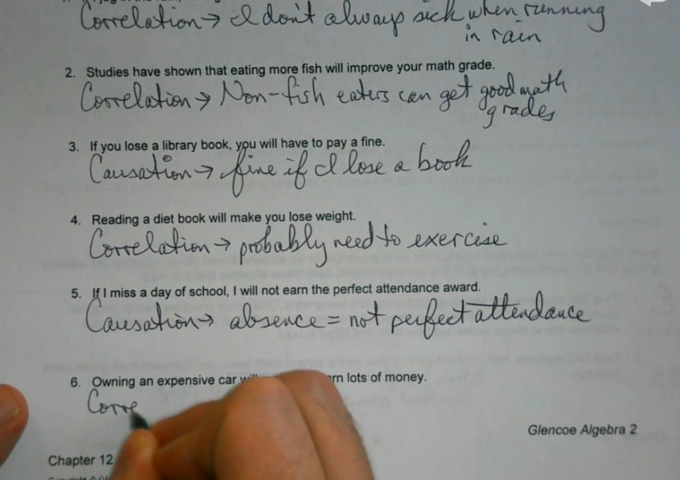 Correlation → I don't always sick when running
in rain
2. Studies have shown that eating more fish will improve your math grade.
Correlation → Non-fish eaters can get good math
grades
3. If you lose a library book, you will have to pay a fine.
Causation → fine if I lose a book
4. Reading a diet book will make you lose weight.
Correlation → probably need to exercise
5. If I miss a day of school, I will not earn the perfect attendance award.
Causation → absence = not perfect attendance
6. Owning an expensive car lots of money.
Corre
Glencoe Algebra 2
Chapter 12